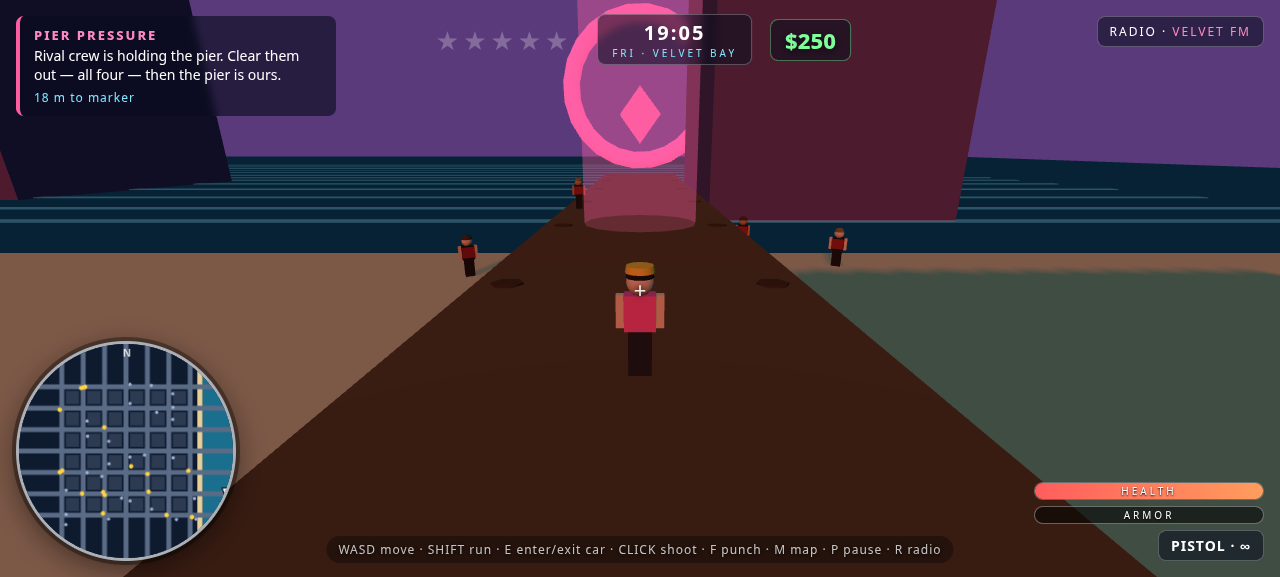 PIER PRESSURE
Rival crew is holding the pier. Clear them
out — all four — then the pier is ours.
18 m to marker
★★★★★
19:05
FRI · VELVET BAY
$250
RADIO · VELVET FM
N
HEALTH
ARMOR
PISTOL · ∞
WASD move · SHIFT run · E enter/exit car · CLICK shoot · F punch · M map · P pause · R radio